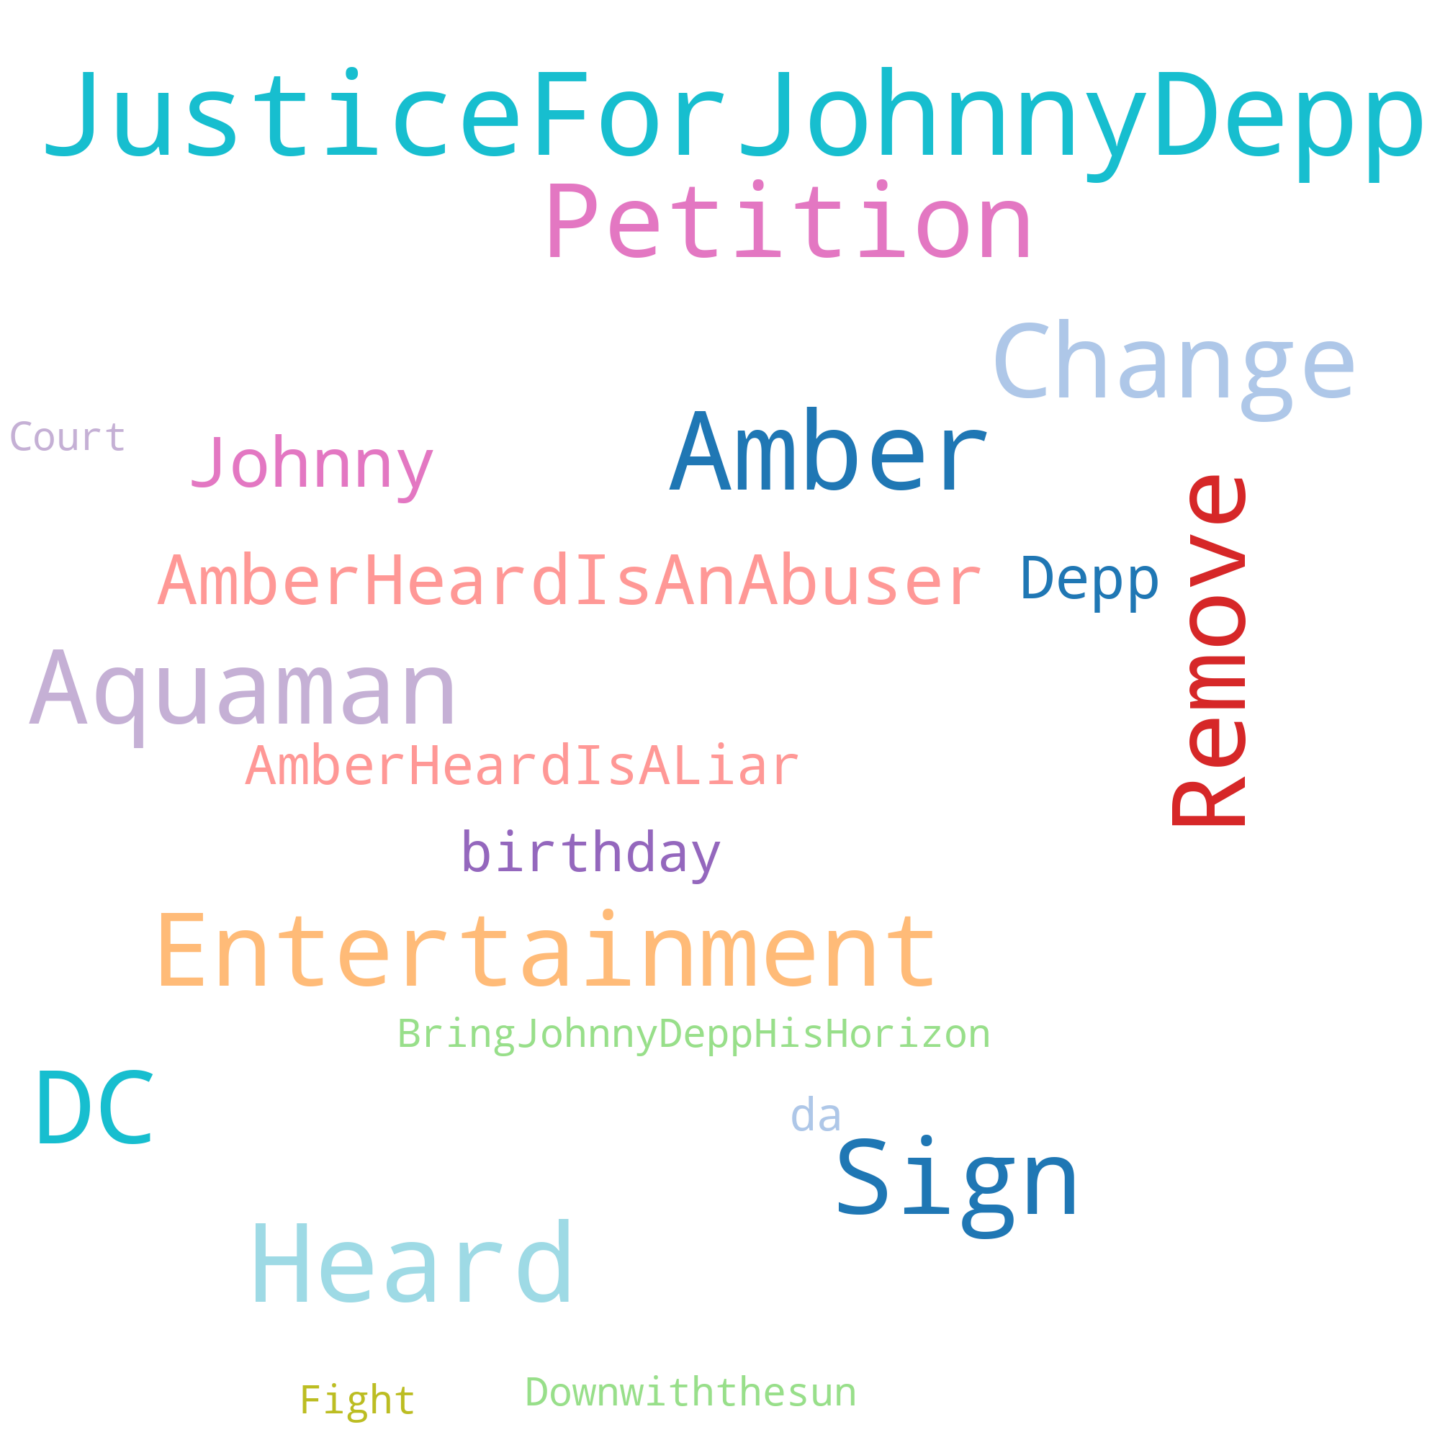 JusticeForJohnnyDepp
Petition
Change
Court
Johnny
Amber
AmberHeardIsAnAbuser
Depp
Remove
Aquaman
AmberHeardIsALiar
birthday
Entertainment
BringJohnnyDeppHisHorizon
DC
da
Sign
Heard
Fight
Downwiththesun